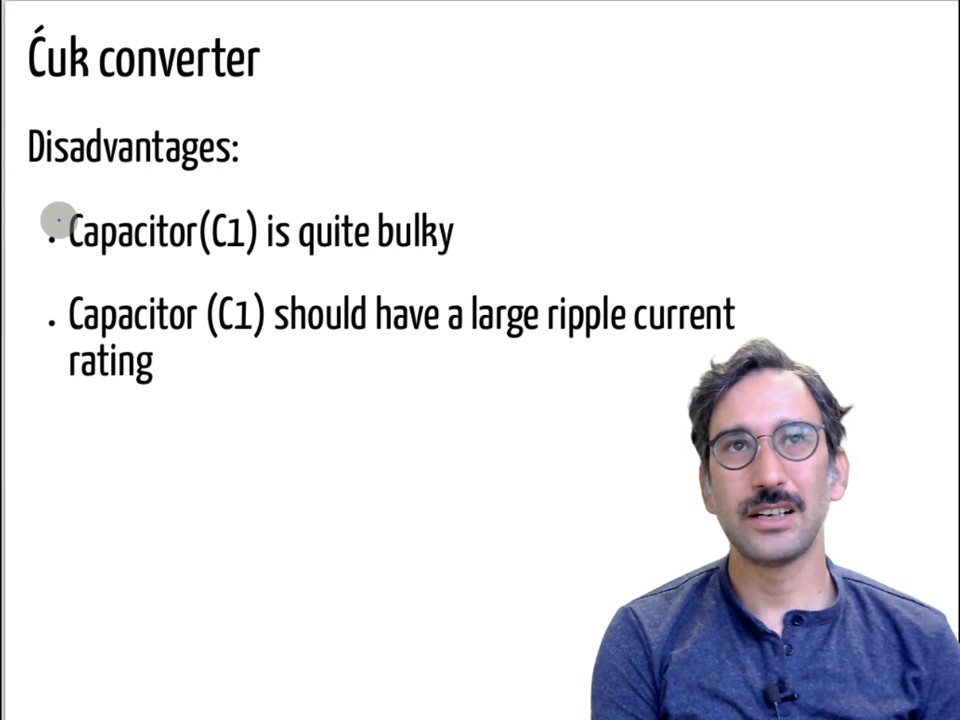 Ćuk converter
Disadvantages:
• Capacitor(C1) is quite bulky
• Capacitor (C1) should have a large ripple current
rating